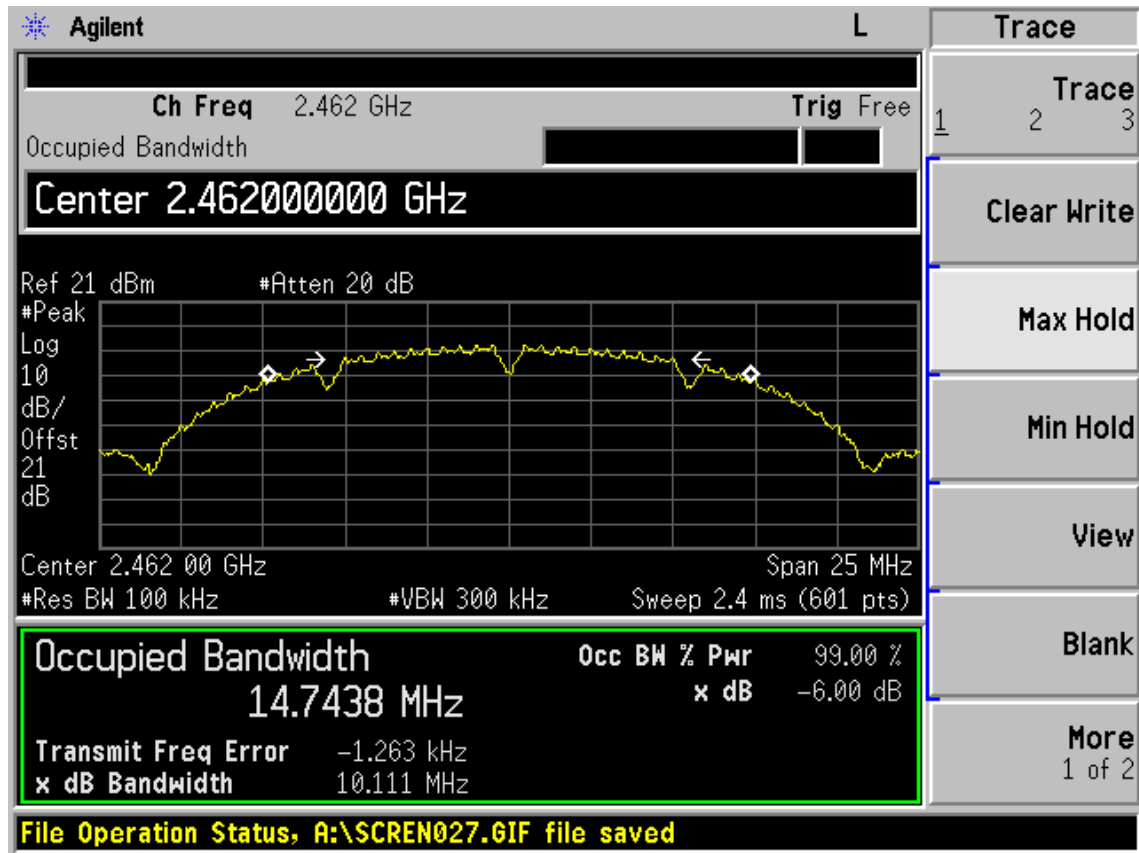 Agilent L Trace
Ch Freq 2.462 GHz Trig Free
Occupied Bandwidth
Center 2.462000000 GHz
Ref 21 dBm #Atten 20 dB
#Peak
Log
10
dB/
Offst
21
dB
Center 2.462 00 GHz Span 25 MHz
#Res BW 100 kHz #VBW 300 kHz Sweep 2.4 ms (601 pts)
Occupied Bandwidth Occ BW % Pwr 99.00 %
14.7438 MHz x dB -6.00 dB
Transmit Freq Error -1.263 kHz
x dB Bandwidth 10.111 MHz
File Operation Status, A:\SCREN027.GIF file saved
Trace
1 2 3
Clear Write
Max Hold
Min Hold
View
Blank
More
1 of 2